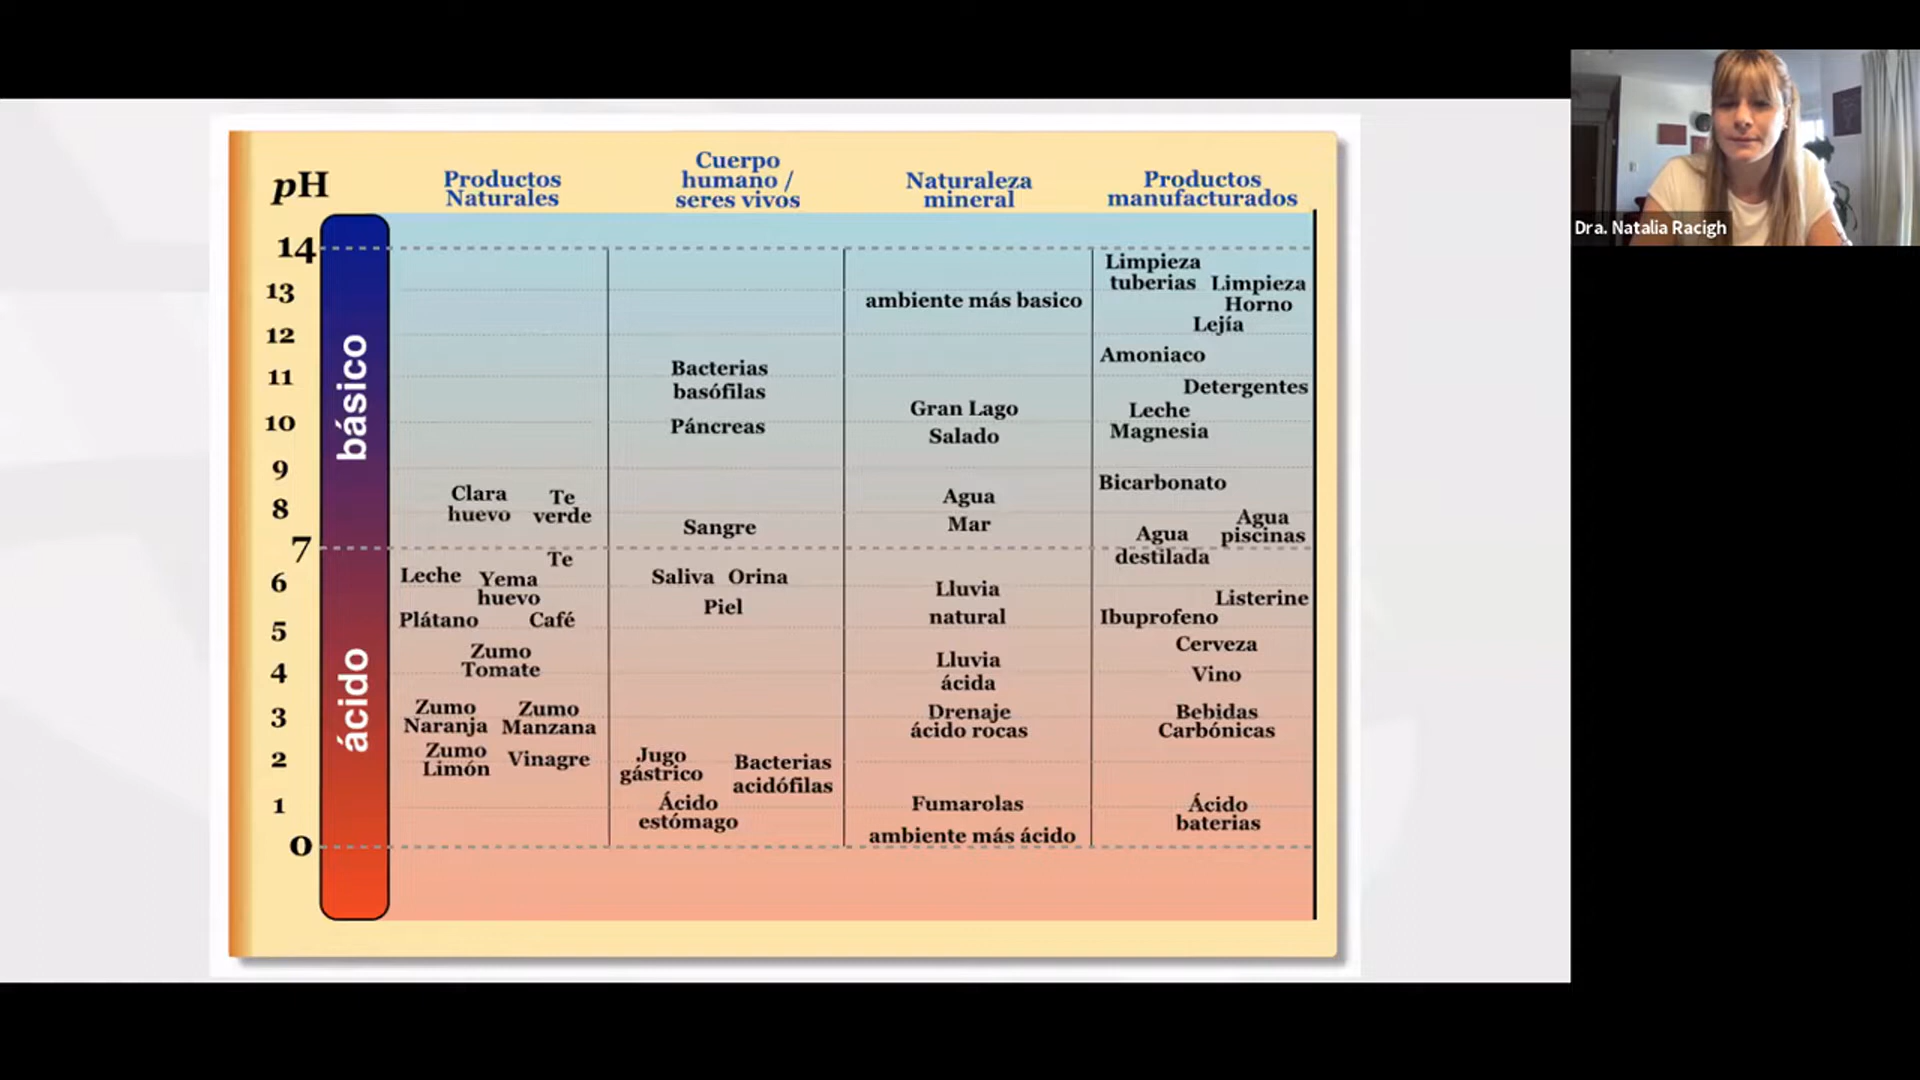 pH
Productos
Naturales
Cuerpo
humano /
seres vivos
Naturaleza
mineral
Productos
manufacturados
14
13
12
11
10
9
8
7
6
5
4
3
2
1
0
básico
ácido
Clara
huevo
Te
verde
Te
Leche
Yema
huevo
Plátano
Café
Zumo
Tomate
Zumo
Naranja
Zumo
Manzana
Zumo
Limón
Vinagre
Bacterias
basófilas
Páncreas
Sangre
Saliva Orina
Piel
Jugo
gástrico
Bacterias
acidófilas
Ácido
estómago
ambiente más basico
Gran Lago
Salado
Agua
Mar
Lluvia
natural
Lluvia
ácida
Drenaje
ácido rocas
Fumarolas
ambiente más ácido
Limpieza
tuberias
Limpieza
Horno
Lejía
Amoniaco
Detergentes
Leche
Magnesia
Bicarbonato
Agua
piscinas
Agua
destilada
Listerine
Ibuprofeno
Cerveza
Vino
Bebidas
Carbónicas
Ácido
baterias
Dra. Natalia Racigh